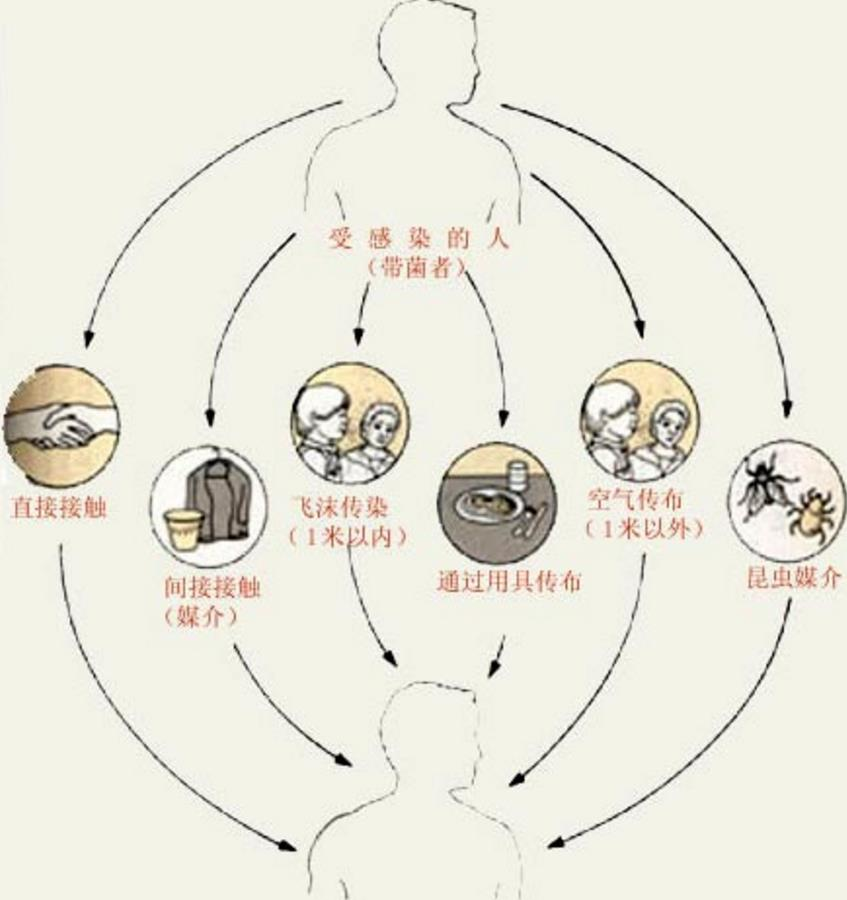 受感染的人
（带菌者）
直接接触
间接接触
（媒介）
飞沫传染
（1米以内）
通过用具传布
空气传布
（1米以外）
昆虫媒介